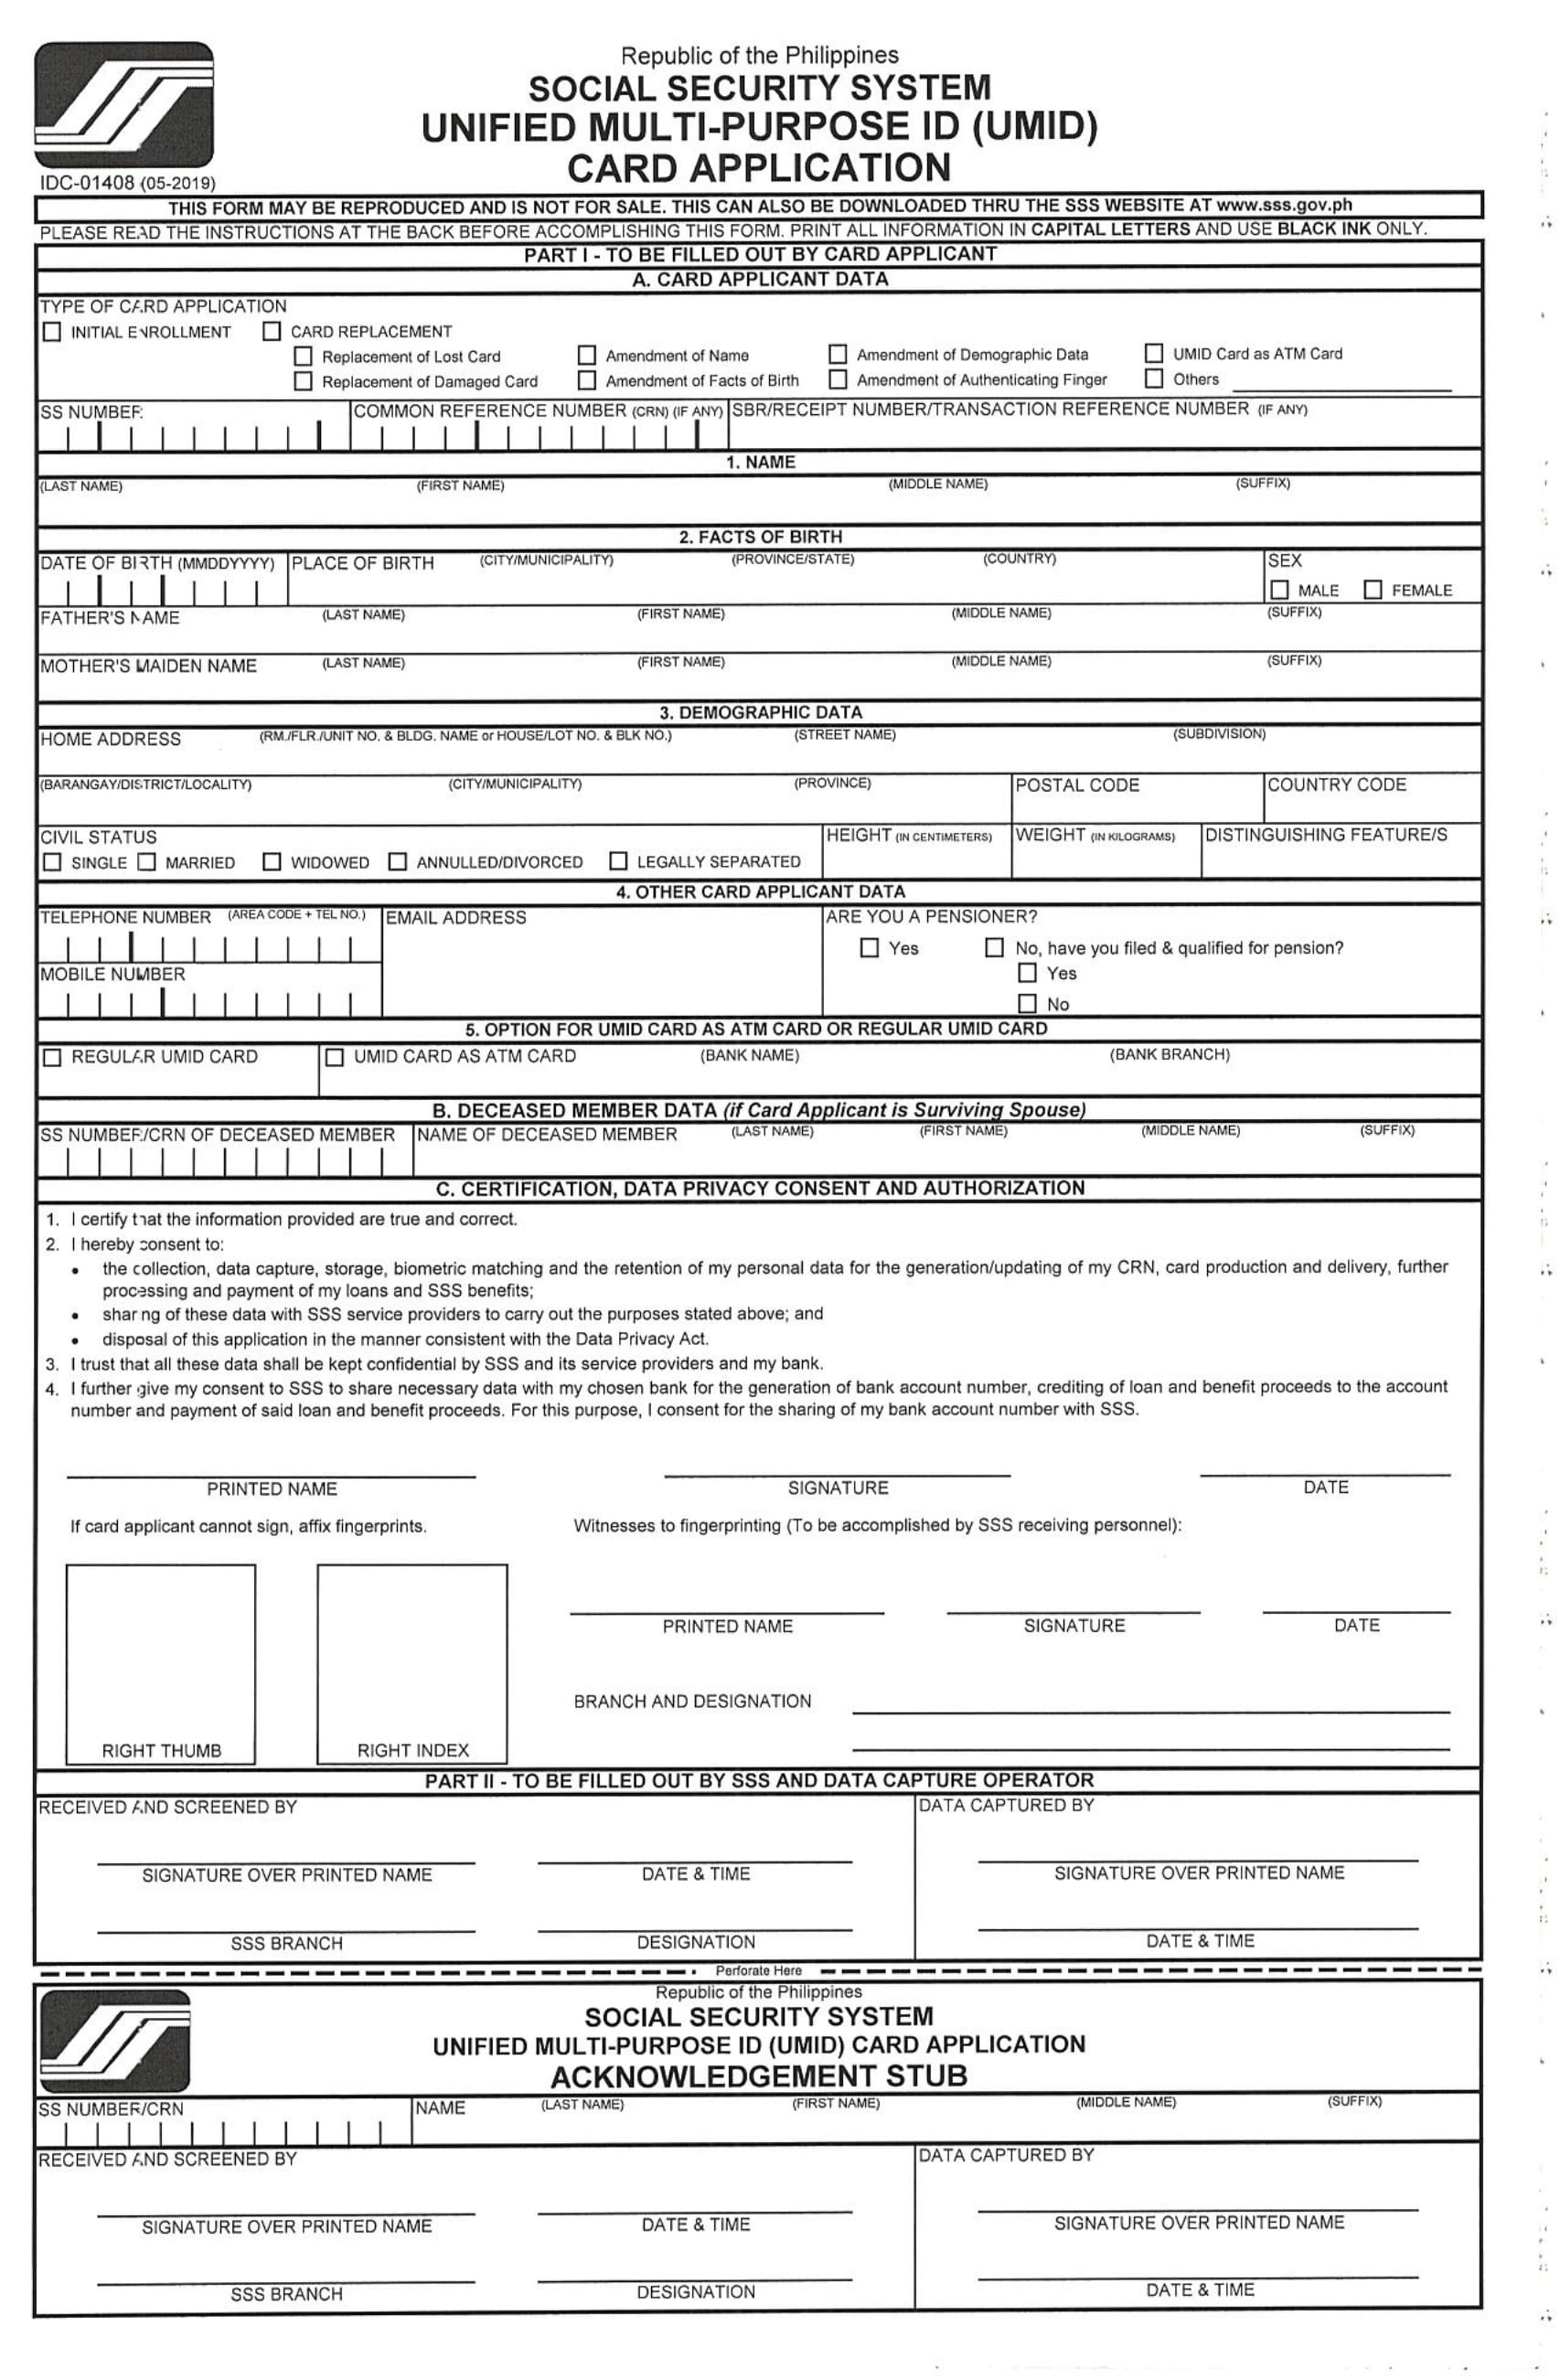 Republic of the Philippines
SOCIAL SECURITY SYSTEM
UNIFIED MULTI-PURPOSE ID (UMID)
CARD APPLICATION
IDC-01408 (05-2019)
THIS FORM MAY BE REPRODUCED AND IS NOT FOR SALE. THIS CAN ALSO BE DOWNLOADED THRU THE SSS WEBSITE AT www.sss.gov.ph
PLEASE READ THE INSTRUCTIONS AT THE BACK BEFORE ACCOMPLISHING THIS FORM. PRINT ALL INFORMATION IN CAPITAL LETTERS AND USE BLACK INK ONLY.
PART I - TO BE FILLED OUT BY CARD APPLICANT
A. CARD APPLICANT DATA
TYPE OF CARD APPLICATION
INITIAL ENROLLMENT CARD REPLACEMENT
Replacement of Lost Card Amendment of Name Amendment of Demographic Data UMID Card as ATM Card
Replacement of Damaged Card Amendment of Facts of Birth Amendment of Authenticating Finger Others
SS NUMBER COMMON REFERENCE NUMBER (CRN) (IF ANY) SBR/RECEIPT NUMBER/TRANSACTION REFERENCE NUMBER (IF ANY)
1. NAME
(LAST NAME) (FIRST NAME) (MIDDLE NAME) (SUFFIX)
2. FACTS OF BIRTH
DATE OF BIRTH (MMDDYYYY) PLACE OF BIRTH (CITY/MUNICIPALITY) (PROVINCE/STATE) (COUNTRY) SEX
MALE FEMALE
FATHER'S NAME (LAST NAME) (FIRST NAME) (MIDDLE NAME) (SUFFIX)
MOTHER'S MAIDEN NAME (LAST NAME) (FIRST NAME) (MIDDLE NAME) (SUFFIX)
3. DEMOGRAPHIC DATA
HOME ADDRESS (RM./FLR./UNIT NO. & BLDG. NAME or HOUSE/LOT NO. & BLK NO.) (STREET NAME) (SUBDIVISION)
(BARANGAY/DISTRICT/LOCALITY) (CITY/MUNICIPALITY) (PROVINCE) POSTAL CODE COUNTRY CODE
CIVIL STATUS HEIGHT (IN CENTIMETERS) WEIGHT (IN KILOGRAMS) DISTINGUISHING FEATURE/S
SINGLE MARRIED WIDOWED ANNULLED/DIVORCED LEGALLY SEPARATED
4. OTHER CARD APPLICANT DATA
TELEPHONE NUMBER (AREA CODE + TEL NO.) EMAIL ADDRESS ARE YOU A PENSIONER?
Yes No, have you filed & qualified for pension?
MOBILE NUMBER Yes
No
5. OPTION FOR UMID CARD AS ATM CARD OR REGULAR UMID CARD
REGULAR UMID CARD UMID CARD AS ATM CARD (BANK NAME) (BANK BRANCH)
B. DECEASED MEMBER DATA (if Card Applicant is Surviving Spouse)
SS NUMBER/CRN OF DECEASED MEMBER NAME OF DECEASED MEMBER (LAST NAME) (FIRST NAME) (MIDDLE NAME) (SUFFIX)
C. CERTIFICATION, DATA PRIVACY CONSENT AND AUTHORIZATION
1. I certify that the information provided are true and correct.
2. I hereby consent to:
• the collection, data capture, storage, biometric matching and the retention of my personal data for the generation/updating of my CRN, card production and delivery, further
processing and payment of my loans and SSS benefits;
• sharing of these data with SSS service providers to carry out the purposes stated above; and
• disposal of this application in the manner consistent with the Data Privacy Act.
3. I trust that all these data shall be kept confidential by SSS and its service providers and my bank.
4. I further give my consent to SSS to share necessary data with my chosen bank for the generation of bank account number, crediting of loan and benefit proceeds to the account
number and payment of said loan and benefit proceeds. For this purpose, I consent for the sharing of my bank account number with SSS.
PRINTED NAME SIGNATURE DATE
If card applicant cannot sign, affix fingerprints. Witnesses to fingerprinting (To be accomplished by SSS receiving personnel):
PRINTED NAME SIGNATURE DATE
BRANCH AND DESIGNATION
RIGHT THUMB RIGHT INDEX
PART II - TO BE FILLED OUT BY SSS AND DATA CAPTURE OPERATOR
RECEIVED AND SCREENED BY DATA CAPTURED BY
SIGNATURE OVER PRINTED NAME DATE & TIME SIGNATURE OVER PRINTED NAME
SSS BRANCH DESIGNATION DATE & TIME
Perforate Here
Republic of the Philippines
SOCIAL SECURITY SYSTEM
UNIFIED MULTI-PURPOSE ID (UMID) CARD APPLICATION
ACKNOWLEDGEMENT STUB
SS NUMBER/CRN NAME (LAST NAME) (FIRST NAME) (MIDDLE NAME) (SUFFIX)
RECEIVED AND SCREENED BY DATA CAPTURED BY
SIGNATURE OVER PRINTED NAME DATE & TIME SIGNATURE OVER PRINTED NAME
SSS BRANCH DESIGNATION DATE & TIME